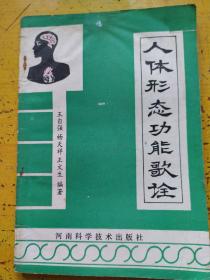 人体形态功能歌诠
王自强 杨天祥 王文生 编著
河南科学技术出版社